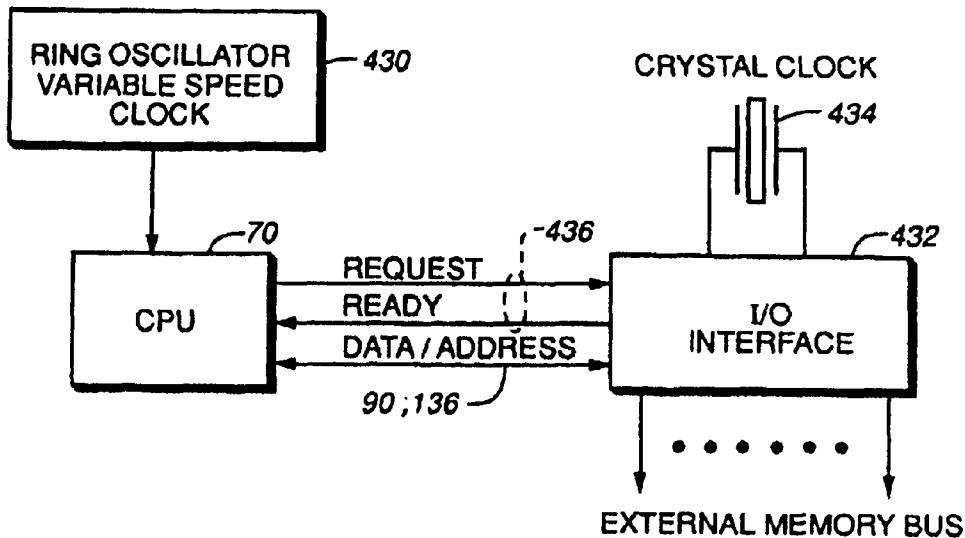 RING OSCILLATOR
VARIABLE SPEED
CLOCK
430
CRYSTAL CLOCK
434
70
CPU
REQUEST
READY
DATA / ADDRESS
436
90 ; 136
432
I/O
INTERFACE
EXTERNAL MEMORY BUS